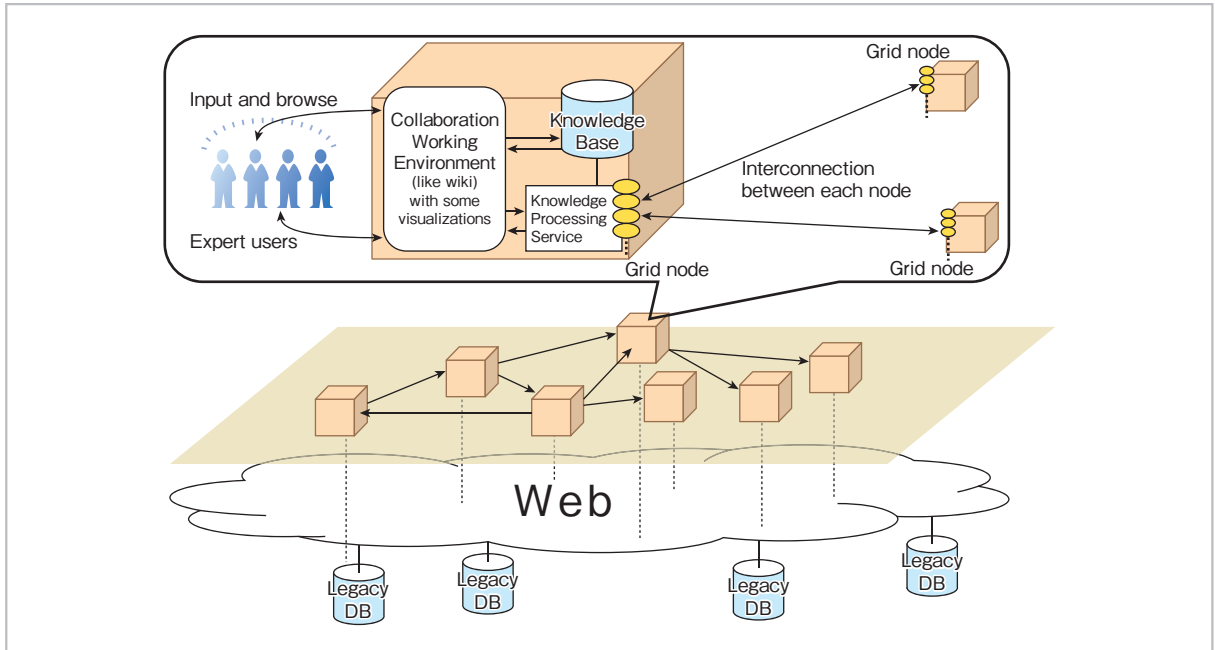 Grid node
Input and browse
Collaboration
Working
Environment
(like wiki)
with some
visualizations
Knowledge
Base
Interconnection
between each node
Knowledge
Processing
Service
Expert users
Grid node
Grid node
Web
Legacy
DB
Legacy
DB
Legacy
DB
Legacy
DB